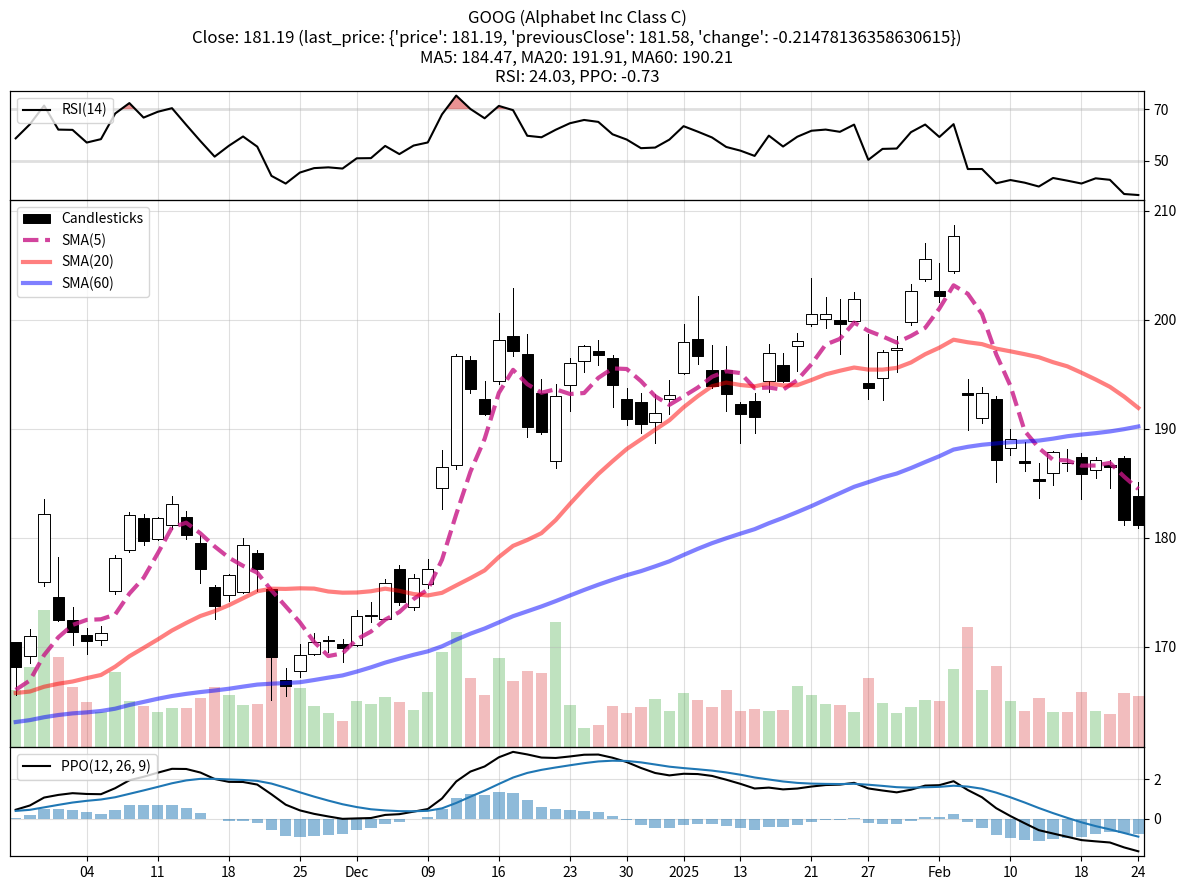 GOOG (Alphabet Inc Class C)
Close: 181.19 (last_price: {'price': 181.19, 'previousClose': 181.58, 'change': -0.21478136358630615})
MA5: 184.47, MA20: 191.91, MA60: 190.21
RSI: 24.03, PPO: -0.73
RSI(14)
70
50
Candlesticks
SMA(5)
SMA(20)
SMA(60)
210
200
190
180
170
PPO(12, 26, 9)
2
0
04 11 18 25 Dec 09 16 23 30 2025 13 21 27 Feb 10 18 24